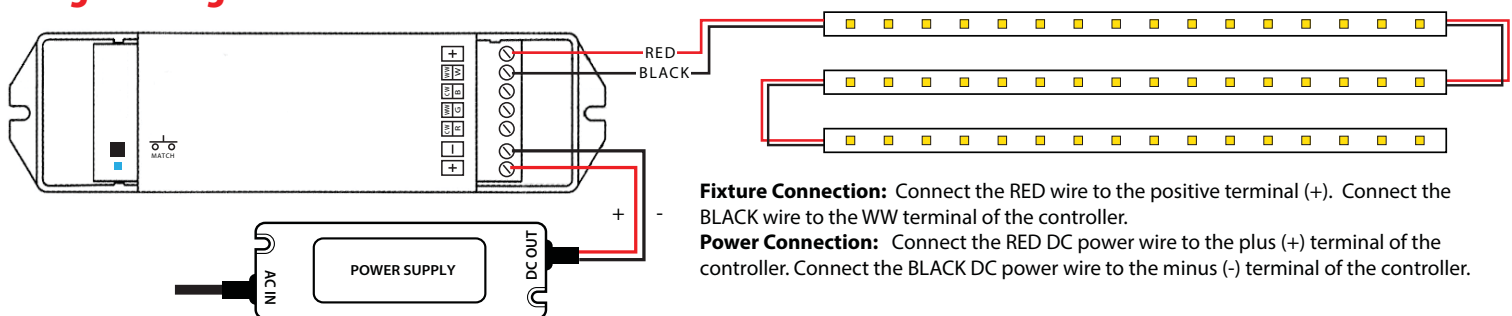 +
WW W
CW B
WW G
CW R
−
+
MATCH
RED
BLACK
+ -
POWER SUPPLY
AC IN
DC OUT
Fixture Connection: Connect the RED wire to the positive terminal (+). Connect the
BLACK wire to the WW terminal of the controller.
Power Connection: Connect the RED DC power wire to the plus (+) terminal of the
controller. Connect the BLACK DC power wire to the minus (-) terminal of the controller.